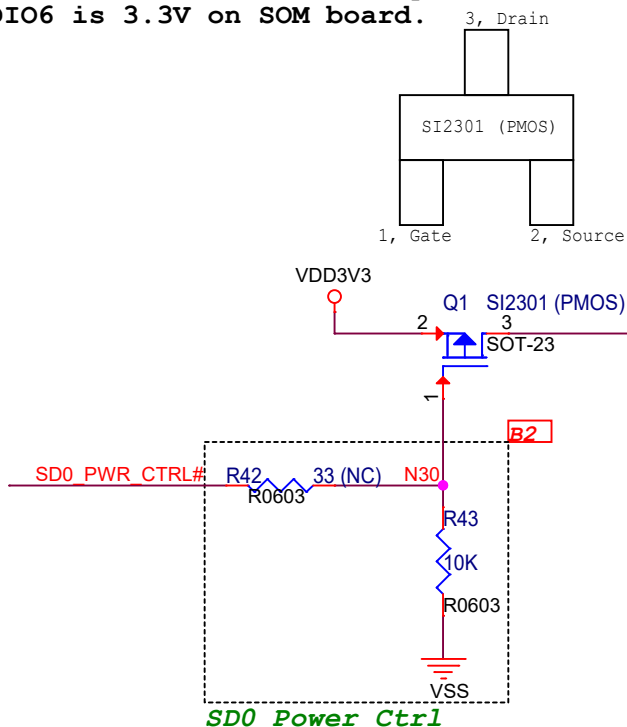 DIO6 is 3.3V on SOM board.
3, Drain
SI2301 (PMOS)
1, Gate
2, Source
VDD3V3
Q1 SI2301 (PMOS)
2
3
SOT-23
1
B2
SD0_PWR_CTRL#
R42
33 (NC)
N30
R0603
R43
10K
R0603
VSS
SD0 Power Ctrl